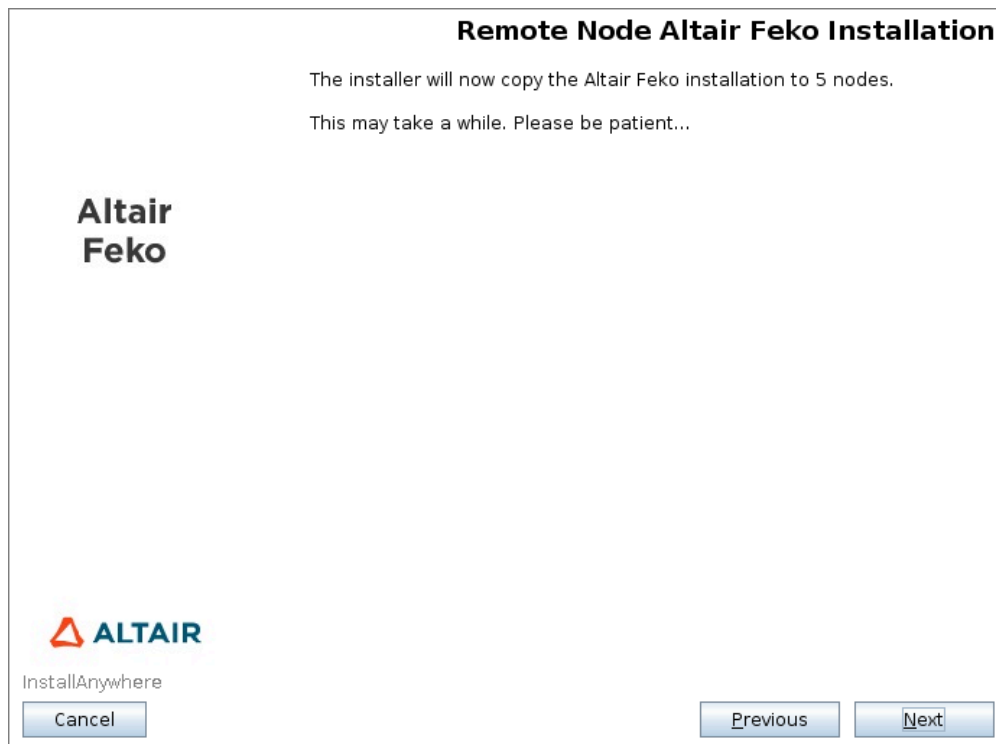 Remote Node Altair Feko Installation
The installer will now copy the Altair Feko installation to 5 nodes.
This may take a while. Please be patient...
Altair
Feko
ALTAIR
InstallAnywhere
Cancel
Previous
Next